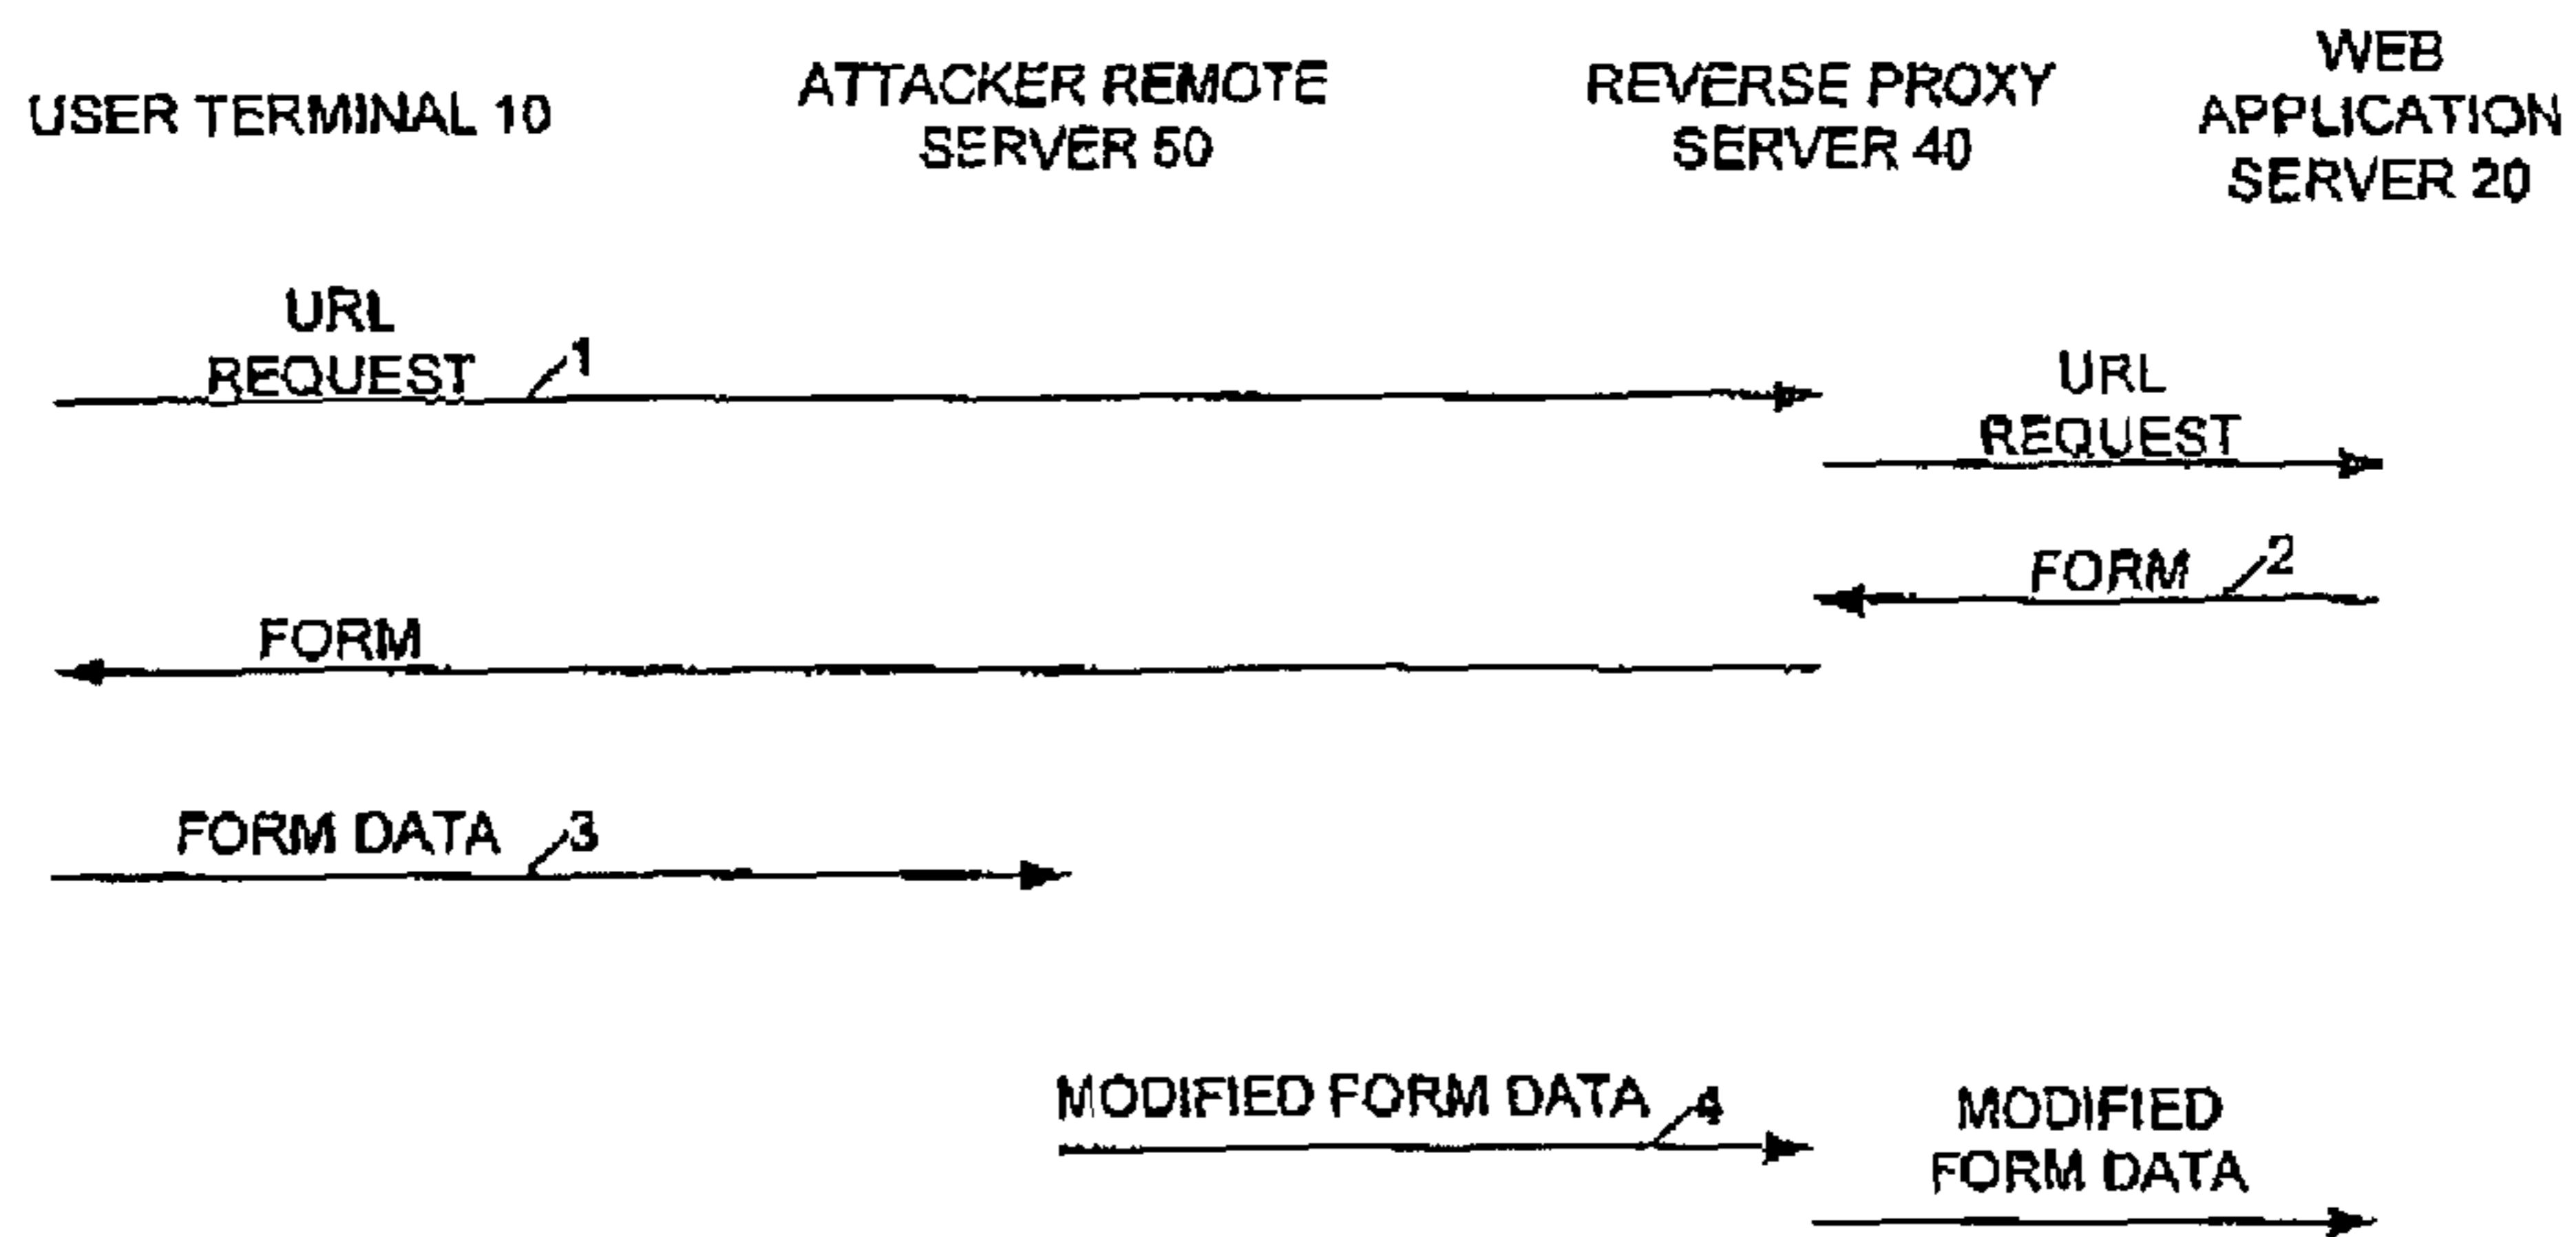 USER TERMINAL 10
ATTACKER REMOTE
SERVER 50
REVERSE PROXY
SERVER 40
WEB
APPLICATION
SERVER 20
URL
REQUEST
1
URL
REQUEST
FORM
2
FORM
FORM DATA
3
MODIFIED FORM DATA
4
MODIFIED
FORM DATA